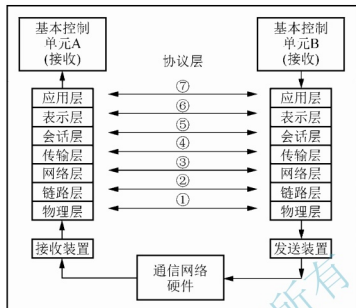 基本控制
单元A
(接收)
基本控制
单元B
(接收)
协议层
应用层
⑦
应用层
表示层
⑥
表示层
会话层
⑤
会话层
传输层
④
传输层
网络层
③
网络层
链路层
②
链路层
物理层
①
物理层
接收装置
发送装置
通信网络
硬件
所有